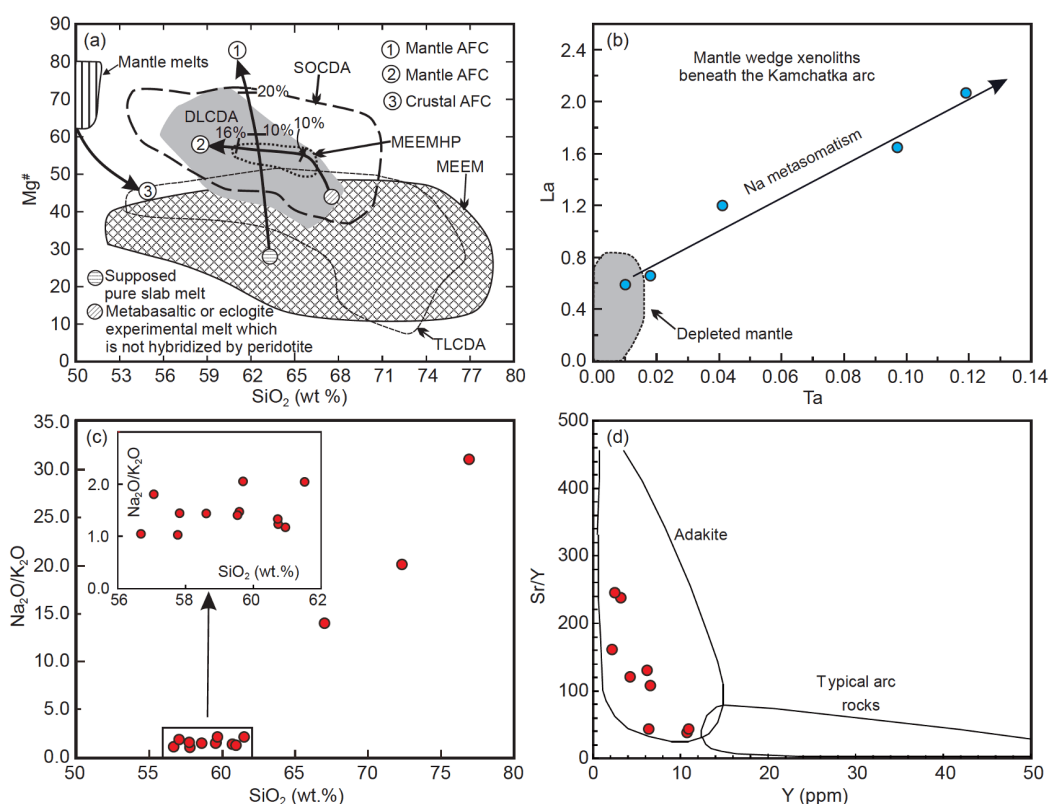 (a)
① Mantle AFC
② Mantle AFC
③ Crustal AFC
Mantle melts
1
SOCDA
20%
DLCDA
16%
10%
10%
2
MEEMHP
MEEM
3
Supposed
pure slab melt
Metabasaltic or eclogite
experimental melt which
is not hybridized by peridotite
TLCDA
Mg#
90
80
70
60
50
40
30
20
10
0
50 53 56 59 62 65 68 71 74 77 80
SiO₂ (wt %)
(b)
Mantle wedge xenoliths
beneath the Kamchatka arc
Na metasomatism
Depleted mantle
La
2.4
2.0
1.6
1.2
0.8
0.4
0.0
0.00 0.02 0.04 0.06 0.08 0.10 0.12 0.14
Ta
(c)
Na₂O/K₂O
2.0
1.0
0.0
56 58 60 62
SiO₂ (wt.%)
Na₂O/K₂O
35.0
30.0
25.0
20.0
15.0
10.0
5.0
0.0
50 55 60 65 70 75 80
SiO₂ (wt.%)
(d)
Adakite
Typical arc
rocks
Sr/Y
500
400
300
200
100
0
0 10 20 30 40 50
Y (ppm)